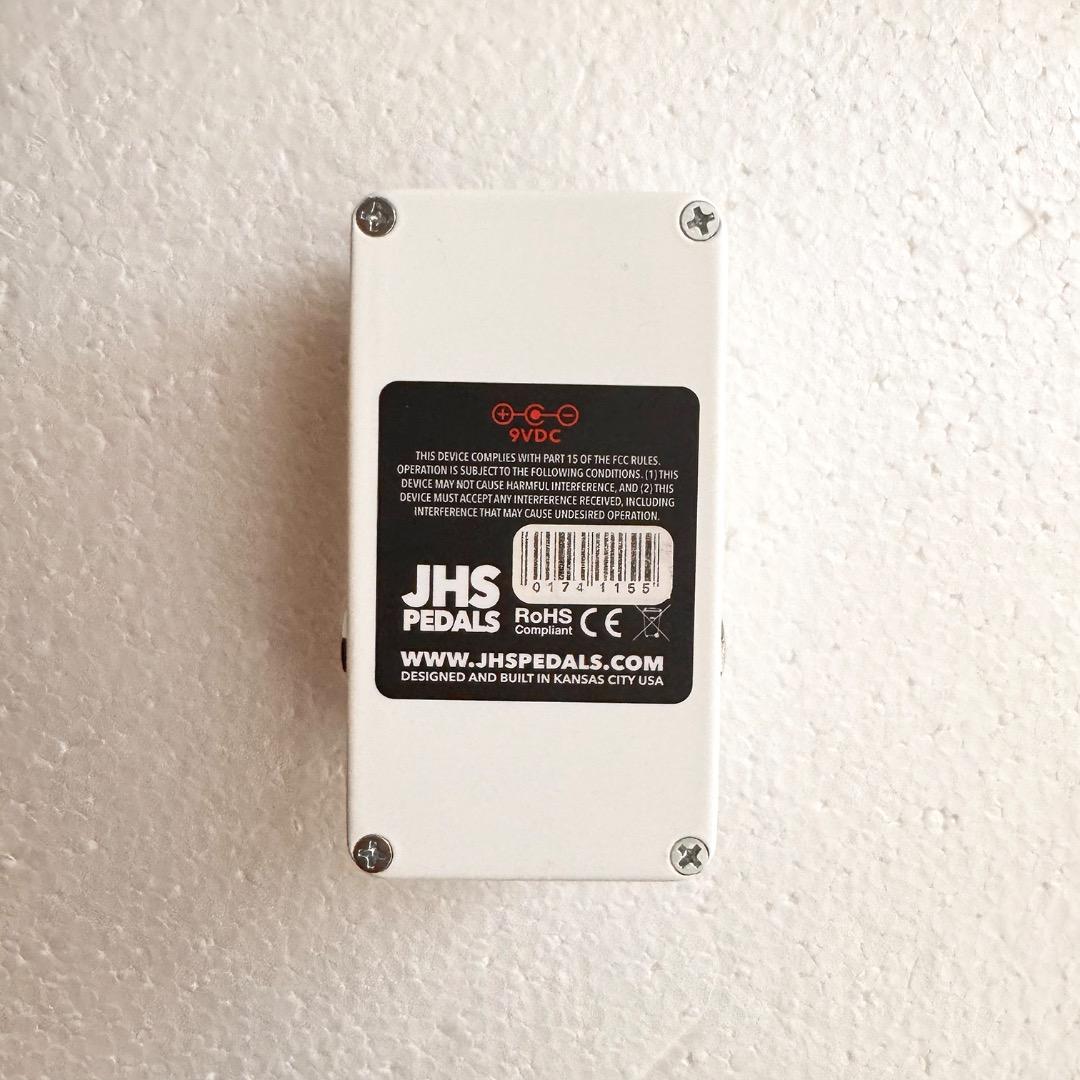 9VDC
THIS DEVICE COMPLIES WITH PART 15 OF THE FCC RULES.
OPERATION IS SUBJECT TO THE FOLLOWING CONDITIONS. (1) THIS
DEVICE MAY NOT CAUSE HARMFUL INTERFERENCE, AND (2) THIS
DEVICE MUST ACCEPT ANY INTERFERENCE RECEIVED, INCLUDING
INTERFERENCE THAT MAY CAUSE UNDESIRED OPERATION.
01741155
JHS
PEDALS
RoHS
Compliant
CE
WWW.JHSPEDALS.COM
DESIGNED AND BUILT IN KANSAS CITY USA